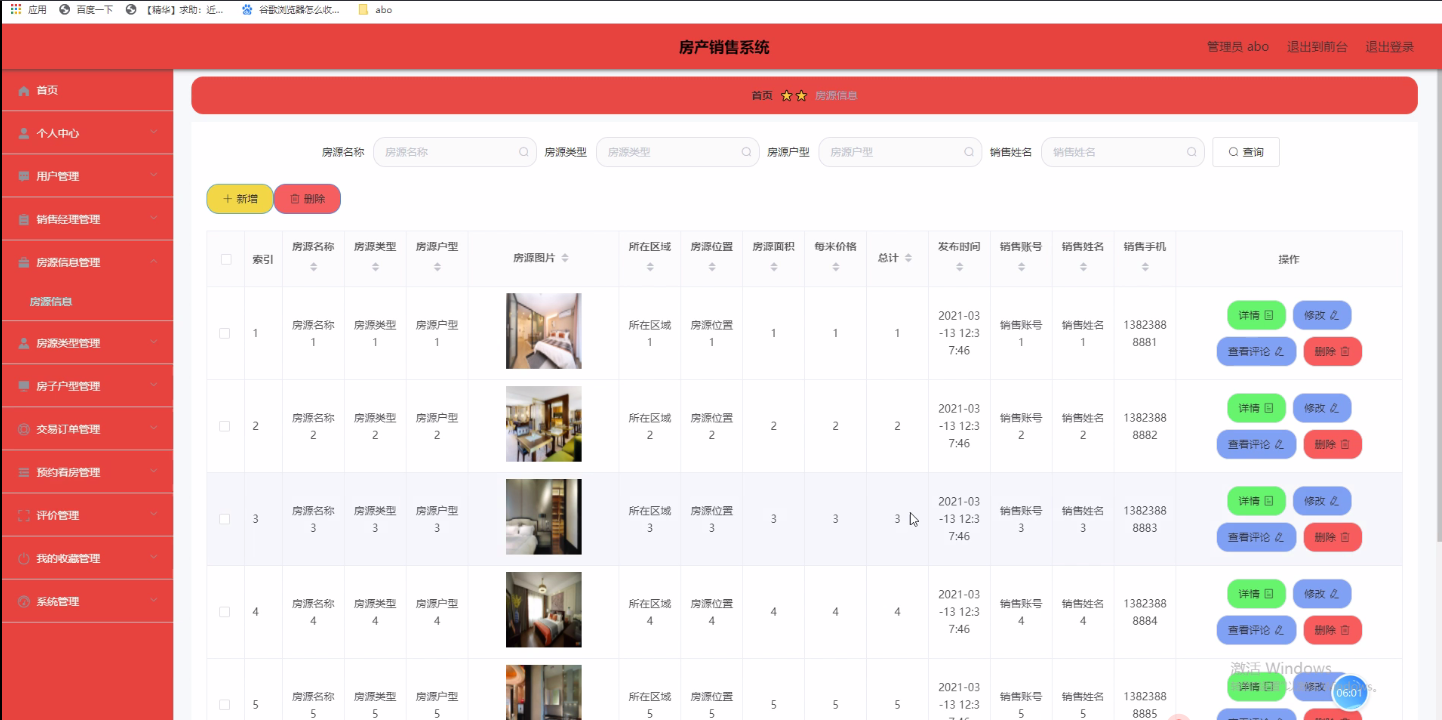 应用 百度一下 【精华】求助：近... 谷歌浏览器怎么收... abo
房产销售系统
管理员 abo 退出到前台 退出登录
首页
个人中心
用户管理
销售经理管理
房源信息管理
房源信息
房源类型管理
房子户型管理
交易订单管理
预约看房管理
评价管理
我的收藏管理
系统管理
首页 房源信息
房源名称 房源名称 房源类型 房源类型 房源户型 房源户型 销售姓名 销售姓名 查询
新增 删除
索引 房源名称 房源类型 房源户型 房源图片 所在区域 房源位置 房源面积 每米价格 总计 发布时间 销售账号 销售姓名 销售手机 操作
1 房源名称1 房源类型1 房源户型1 所在区域1 房源位置1 1 1 1 2021-03-13 12:37:46 销售账号1 销售姓名1 13823888881 详情 修改 查看评论 删除
2 房源名称2 房源类型2 房源户型2 所在区域2 房源位置2 2 2 2 2021-03-13 12:37:46 销售账号2 销售姓名2 13823888882 详情 修改 查看评论 删除
3 房源名称3 房源类型3 房源户型3 所在区域3 房源位置3 3 3 3 2021-03-13 12:37:46 销售账号3 销售姓名3 13823888883 详情 修改 查看评论 删除
4 房源名称4 房源类型4 房源户型4 所在区域4 房源位置4 4 4 4 2021-03-13 12:37:46 销售账号4 销售姓名4 13823888884 详情 修改 查看评论 删除
5 房源名称5 房源类型5 房源户型5 所在区域5 房源位置5 5 5 5 2021-03-13 12:3 销售账号5 销售姓名5 13823888885 详情 修改
激活 Windows
06:01